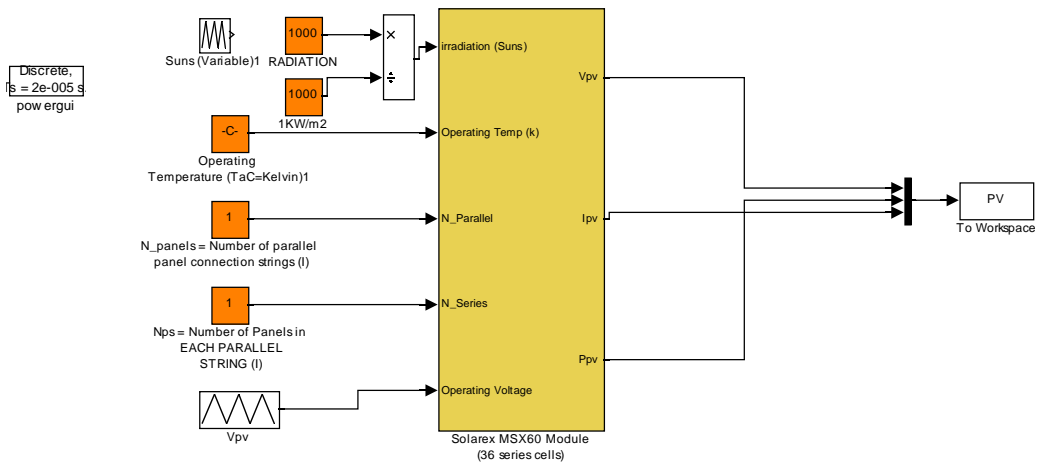 Discrete,
Ts = 2e-005 s.
powergui
Suns (Variable)1
1000
RADIATION
1000
1KW/m2
×
÷
-C-
Operating
Temperature (TaC=Kelvin)1
1
N_panels = Number of parallel
panel connection strings (I)
1
Nps = Number of Panels in
EACH PARALLEL
STRING (I)
Vpv
irradiation (Suns)
Operating Temp (k)
N_Parallel
N_Series
Operating Voltage
Vpv
Ipv
Ppv
Solarex MSX60 Module
(36 series cells)
PV
To Workspace